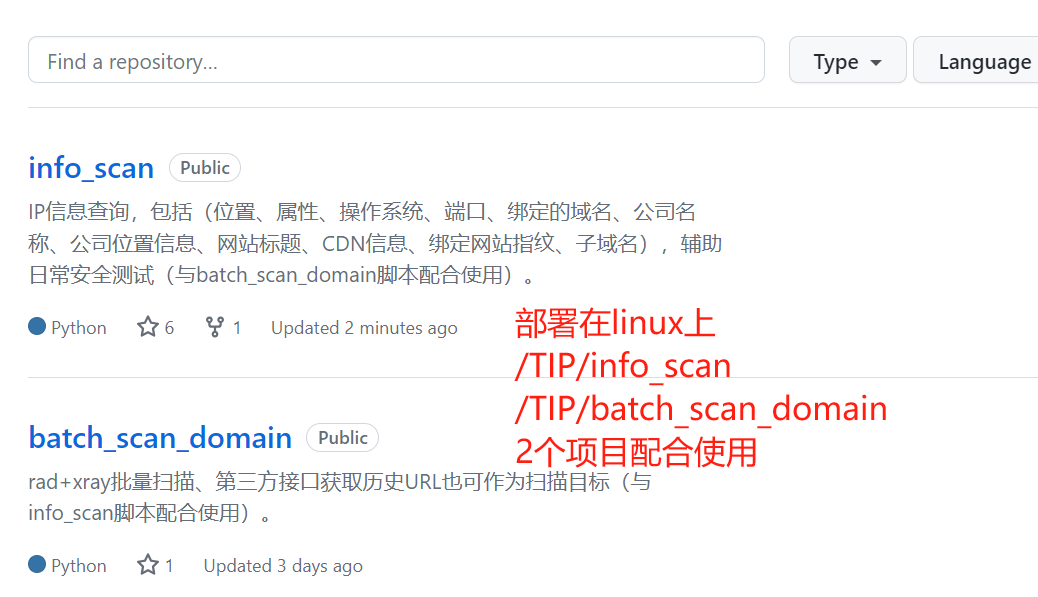 Find a repository...
Type
Language
info_scan Public
IP信息查询，包括（位置、属性、操作系统、端口、绑定的域名、公司名
称、公司位置信息、网站标题、CDN信息、绑定网站指纹、子域名），辅助
日常安全测试（与batch_scan_domain脚本配合使用）。
Python 6 1 Updated 2 minutes ago
部署在linux上
/TIP/info_scan
/TIP/batch_scan_domain
2个项目配合使用
batch_scan_domain Public
rad+xray批量扫描、第三方接口获取历史URL也可作为扫描目标（与
info_scan脚本配合使用）。
Python 1 Updated 3 days ago